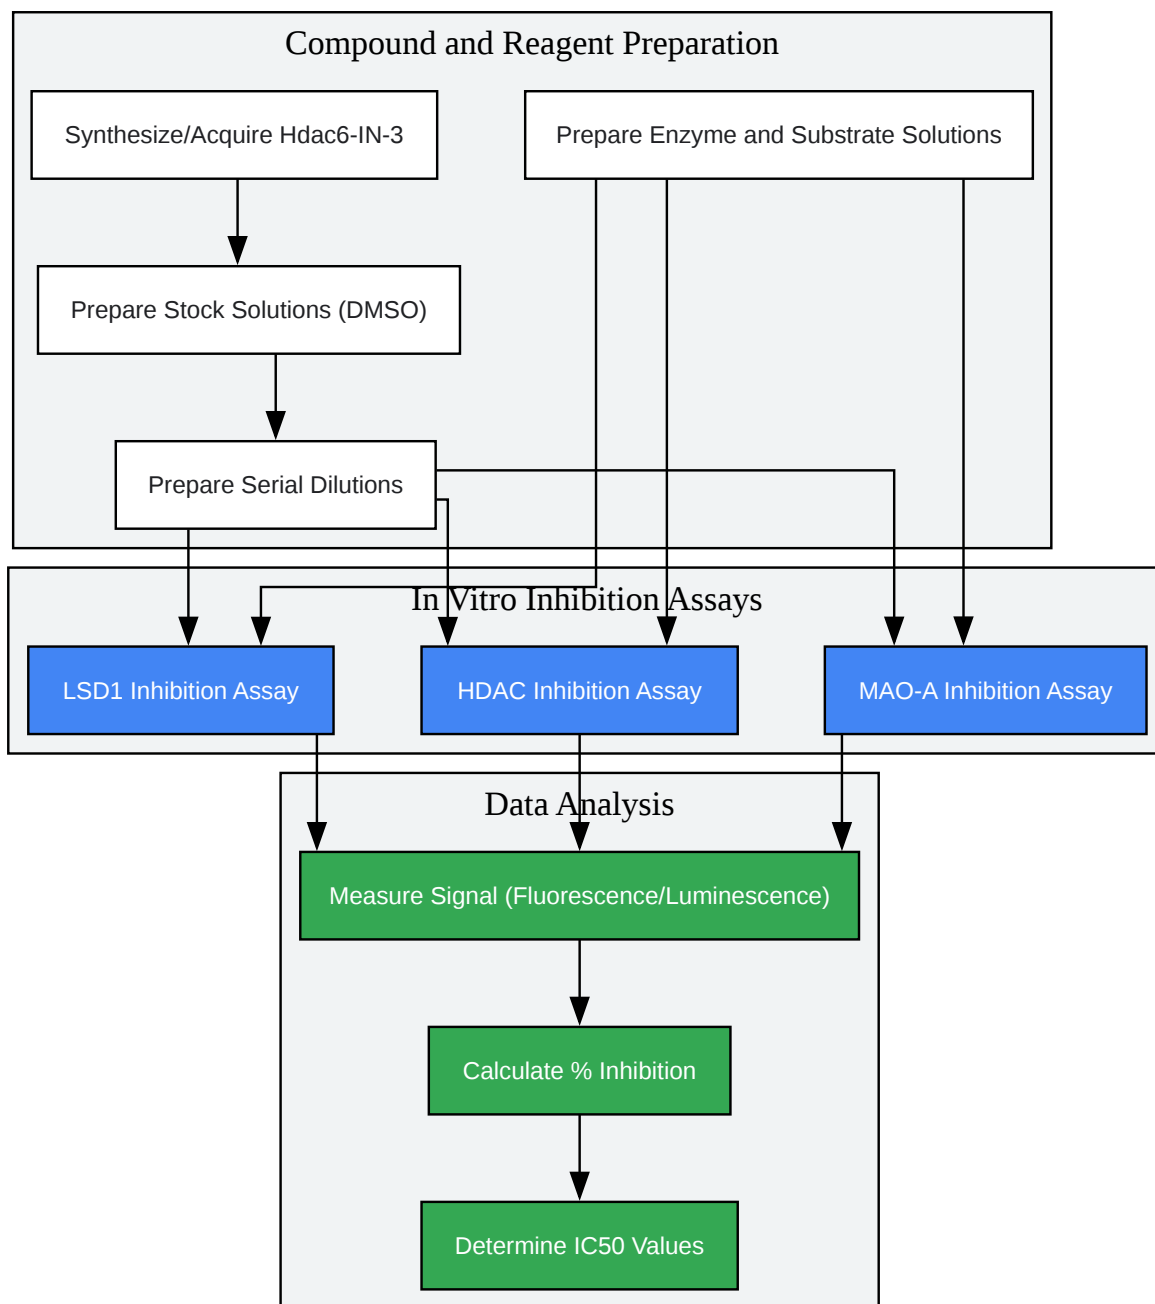 Compound and Reagent Preparation
Synthesize/Acquire Hdac6-IN-3
Prepare Enzyme and Substrate Solutions
Prepare Stock Solutions (DMSO)
Prepare Serial Dilutions
In Vitro Inhibition Assays
LSD1 Inhibition Assay
HDAC Inhibition Assay
MAO-A Inhibition Assay
Data Analysis
Measure Signal (Fluorescence/Luminescence)
Calculate % Inhibition
Determine IC50 Values